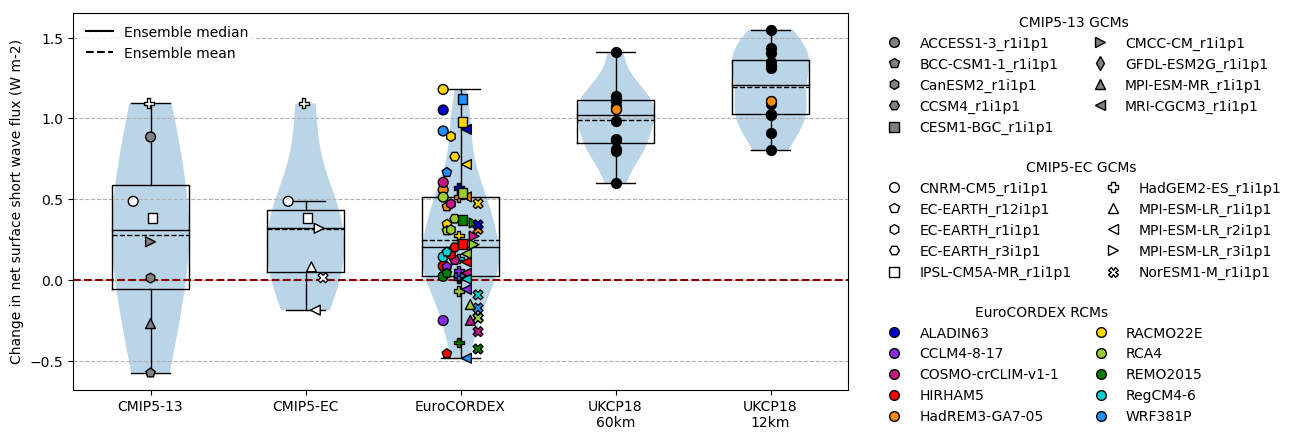 Ensemble median
Ensemble mean
Change in net surface short wave flux (W m-2)
1.5
1.0
0.5
0.0
−0.5
CMIP5-13
CMIP5-EC
EuroCORDEX
UKCP18
60km
UKCP18
12km
CMIP5-13 GCMs
ACCESS1-3_r1i1p1
BCC-CSM1-1_r1i1p1
CanESM2_r1i1p1
CCSM4_r1i1p1
CESM1-BGC_r1i1p1
CMCC-CM_r1i1p1
GFDL-ESM2G_r1i1p1
MPI-ESM-MR_r1i1p1
MRI-CGCM3_r1i1p1
CMIP5-EC GCMs
CNRM-CM5_r1i1p1
EC-EARTH_r12i1p1
EC-EARTH_r1i1p1
EC-EARTH_r3i1p1
IPSL-CM5A-MR_r1i1p1
HadGEM2-ES_r1i1p1
MPI-ESM-LR_r1i1p1
MPI-ESM-LR_r2i1p1
MPI-ESM-LR_r3i1p1
NorESM1-M_r1i1p1
EuroCORDEX RCMs
ALADIN63
CCLM4-8-17
COSMO-crCLIM-v1-1
HIRHAM5
HadREM3-GA7-05
RACMO22E
RCA4
REMO2015
RegCM4-6
WRF381P